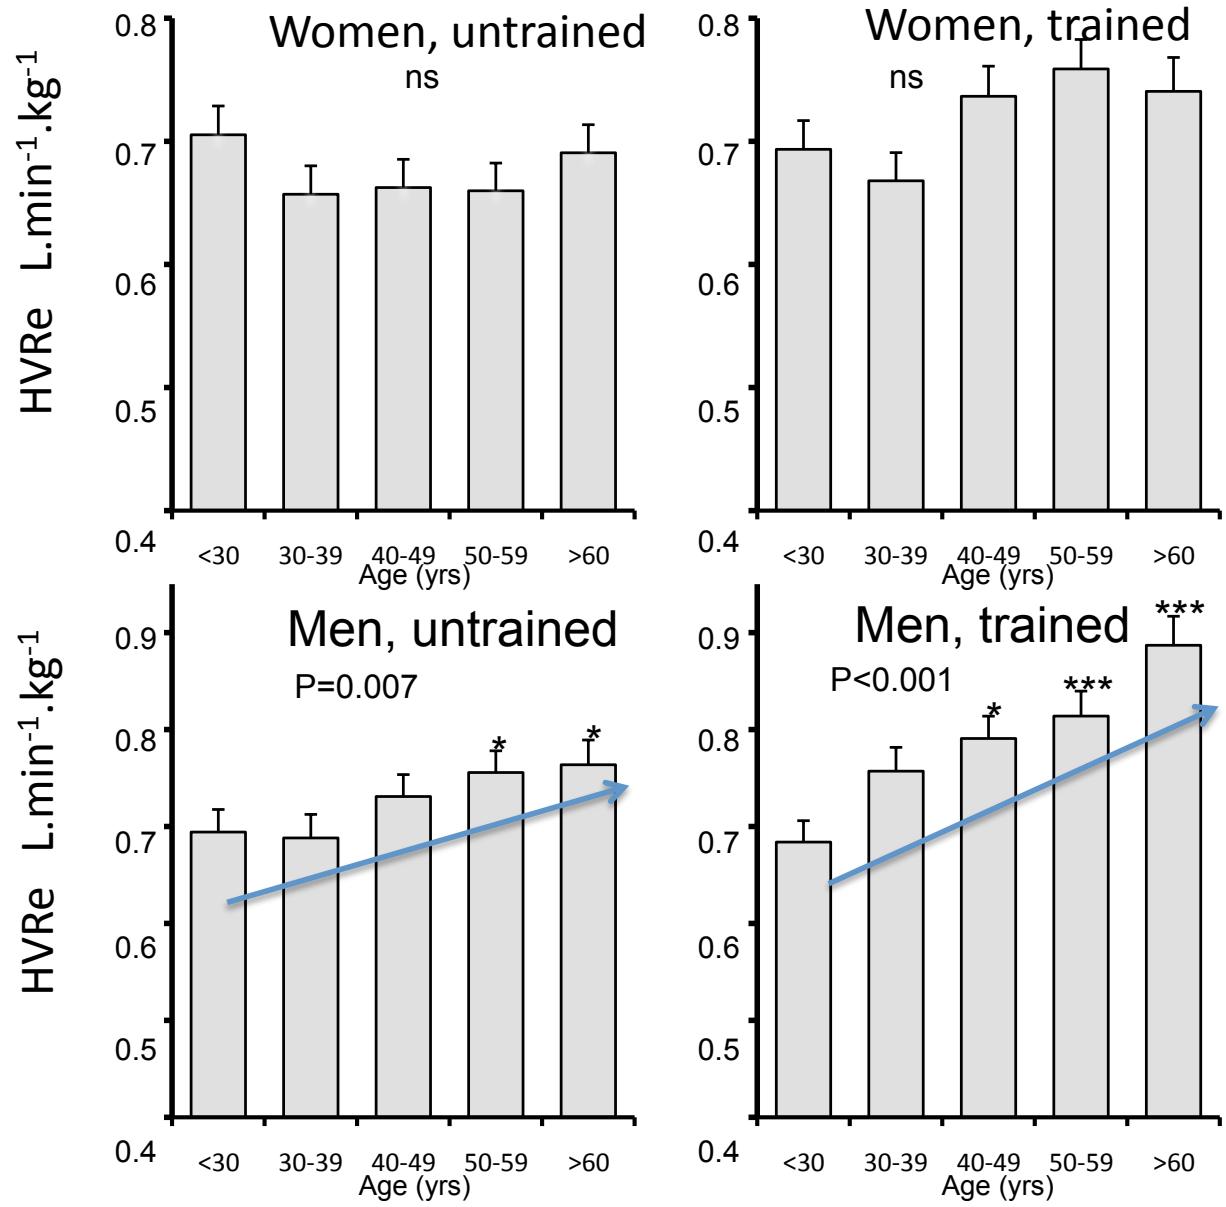 Women, untrained
ns
HVRe L.min⁻¹.kg⁻¹
0.8
0.7
0.6
0.5
0.4
<30 30-39 40-49 50-59 >60
Age (yrs)
Women, trained
ns
0.8
0.7
0.6
0.5
0.4
<30 30-39 40-49 50-59 >60
Age (yrs)
Men, untrained
P=0.007
HVRe L.min⁻¹.kg⁻¹
0.9
0.8
0.7
0.6
0.5
0.4
* *
<30 30-39 40-49 50-59 >60
Age (yrs)
Men, trained
P<0.001
0.9
0.8
0.7
0.6
0.5
0.4
* *** ***
<30 30-39 40-49 50-59 >60
Age (yrs)